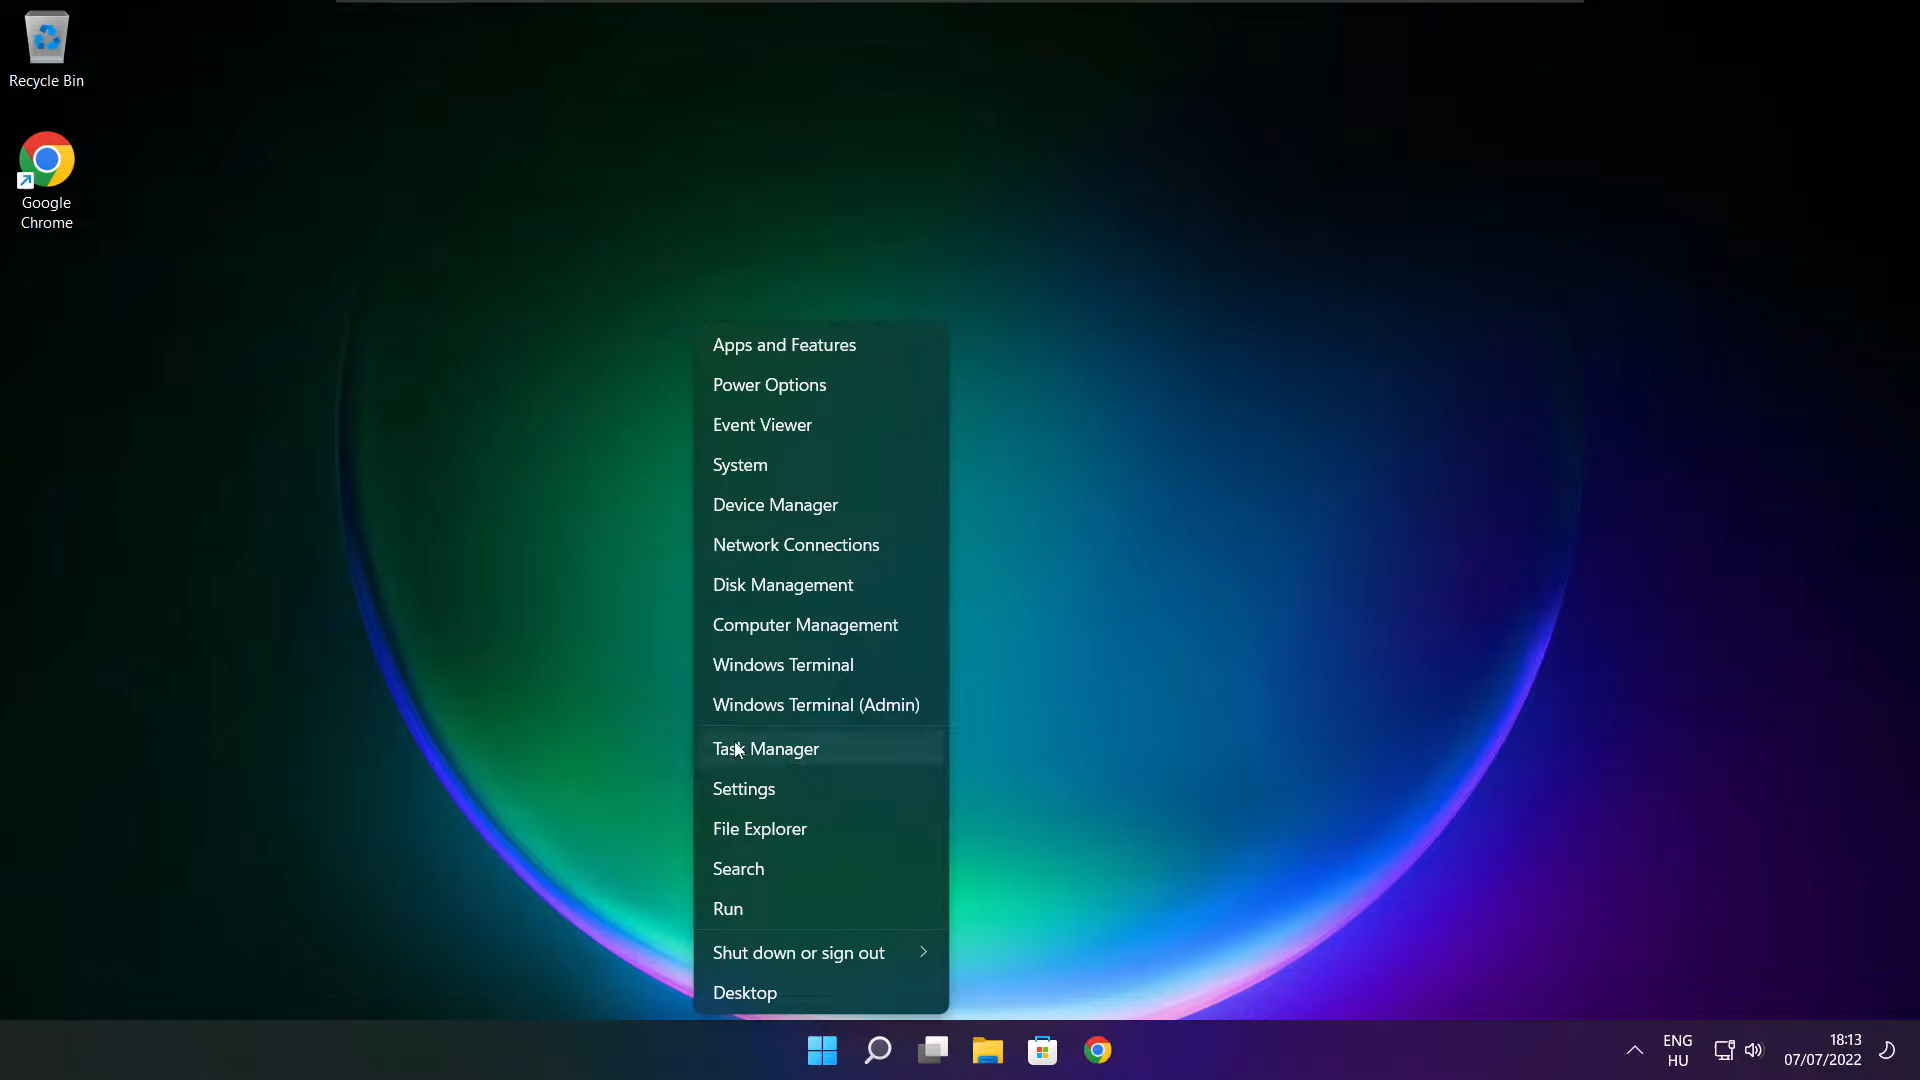 Recycle Bin
Google
Chrome
Apps and Features
Power Options
Event Viewer
System
Device Manager
Network Connections
Disk Management
Computer Management
Windows Terminal
Windows Terminal (Admin)
Task Manager
Settings
File Explorer
Search
Run
Shut down or sign out
Desktop
ENG
HU
18:13
07/07/2022